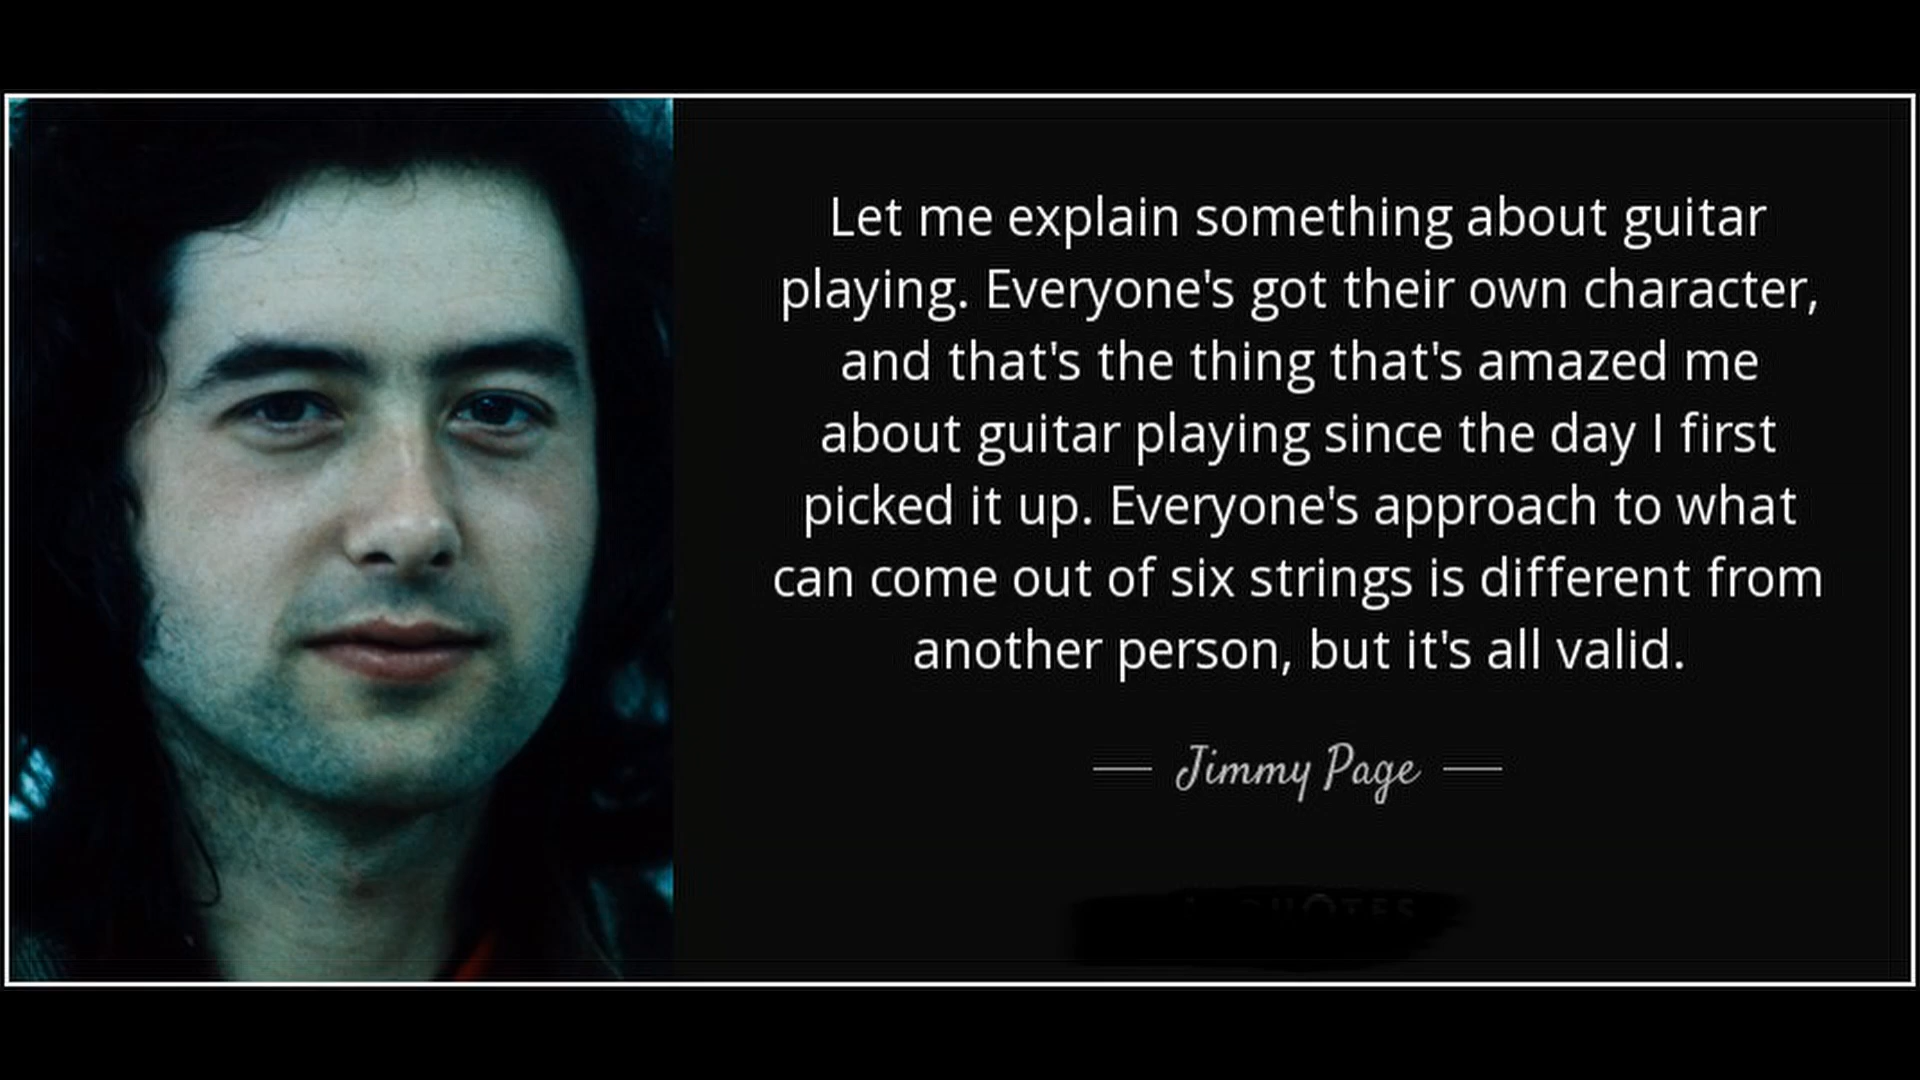 Let me explain something about guitar
playing. Everyone's got their own character,
and that's the thing that's amazed me
about guitar playing since the day I first
picked it up. Everyone's approach to what
can come out of six strings is different from
another person, but it's all valid.
Jimmy Page